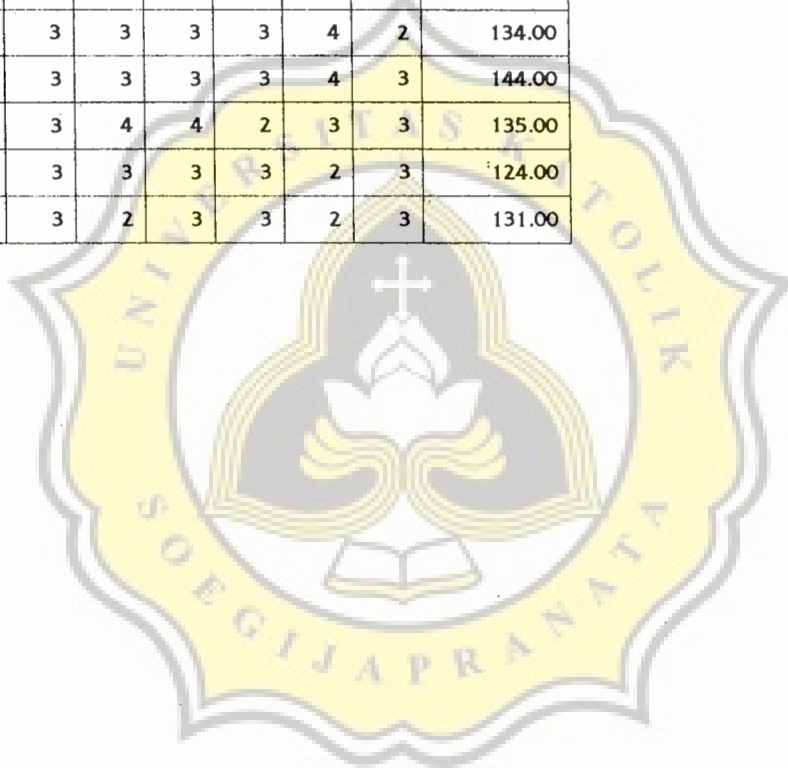 3 3 3 3 4 2 134.00
3 3 3 3 4 3 144.00
3 4 4 2 3 3 135.00
3 3 3 3 2 3 124.00
3 2 3 3 2 3 131.00
UNIVERSITAS KATOLIK
SOEGIJAPRANATA